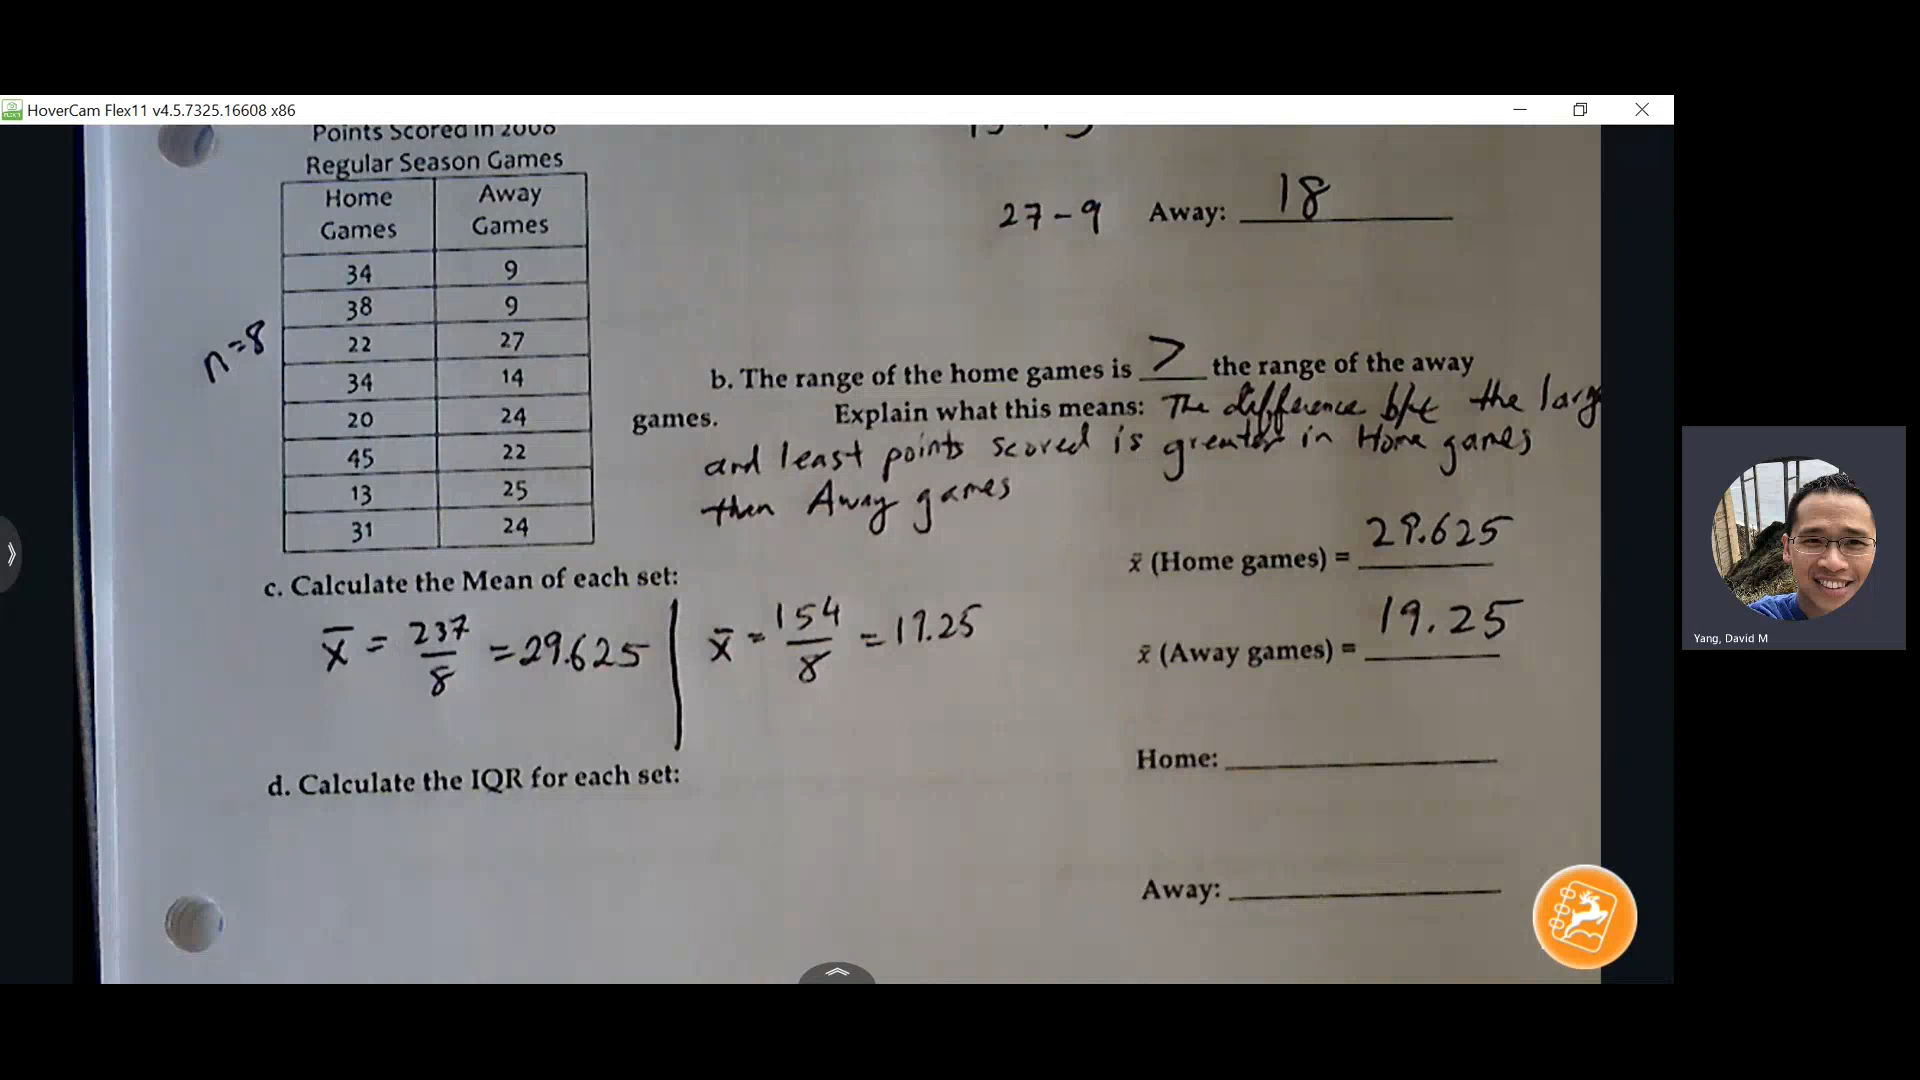 HoverCam Flex11 v4.5.7325.16608 x86
Points Scored in 2008
Regular Season Games
Home Games Away Games
34 9
38 9
22 27
34 14
20 24
45 22
13 25
31 24
n=8
27-9 Away: 18
b. The range of the home games is > the range of the away
games. Explain what this means: The difference b/t the larg
and least points scored is greater in Home games
then Away games
c. Calculate the Mean of each set:
x̄ (Home games) = 29.625
x̄ = 237/8 = 29.625 x̄ = 154/8 = 19.25
x̄ (Away games) = 19.25
d. Calculate the IQR for each set:
Home:
Away:
Yang, David M